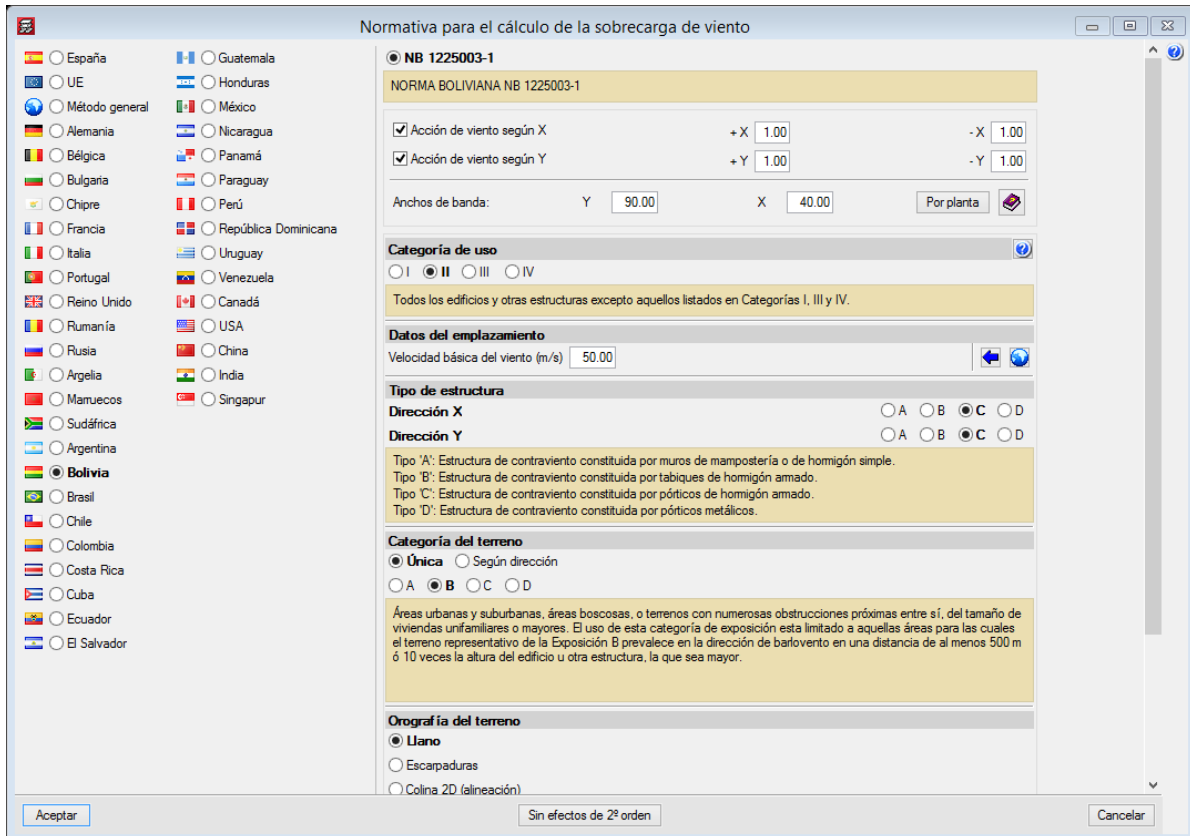 Normativa para el cálculo de la sobrecarga de viento
España
UE
Método general
Alemania
Bélgica
Bulgaria
Chipre
Francia
Italia
Portugal
Reino Unido
Rumanía
Rusia
Argelia
Marruecos
Sudáfrica
Argentina
Bolivia
Brasil
Chile
Colombia
Costa Rica
Cuba
Ecuador
El Salvador
Guatemala
Honduras
México
Nicaragua
Panamá
Paraguay
Perú
República Dominicana
Uruguay
Venezuela
Canadá
USA
China
India
Singapur
NB 1225003-1
NORMA BOLIVIANA NB 1225003-1
Acción de viento según X +X 1.00 -X 1.00
Acción de viento según Y +Y 1.00 -Y 1.00
Anchos de banda: Y 90.00 X 40.00 Por planta
Categoría de uso
I II III IV
Todos los edificios y otras estructuras excepto aquellos listados en Categorías I, III y IV.
Datos del emplazamiento
Velocidad básica del viento (m/s) 50.00
Tipo de estructura
Dirección X A B C D
Dirección Y A B C D
Tipo 'A': Estructura de contraviento constituida por muros de mampostería o de hormigón simple.
Tipo 'B': Estructura de contraviento constituida por tabiques de hormigón armado.
Tipo 'C': Estructura de contraviento constituida por pórticos de hormigón armado.
Tipo 'D': Estructura de contraviento constituida por pórticos metálicos.
Categoría del terreno
Única Según dirección
A B C D
Áreas urbanas y suburbanas, áreas boscosas, o terrenos con numerosas obstrucciones próximas entre sí, del tamaño de
viviendas unifamiliares o mayores. El uso de esta categoría de exposición esta limitado a aquellas áreas para las cuales
el terreno representativo de la Exposición B prevalece en la dirección de barlovento en una distancia de al menos 500 m
ó 10 veces la altura del edificio u otra estructura, la que sea mayor.
Orografía del terreno
Llano
Escarpaduras
Colina 2D (alineación)
Aceptar Sin efectos de 2º orden Cancelar